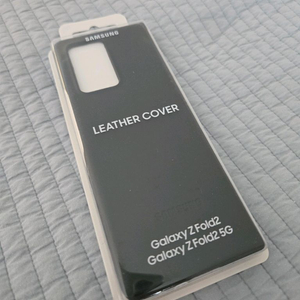 SAMSUNG
LEATHER COVER
Galaxy Z Fold2
Galaxy Z Fold2 5G